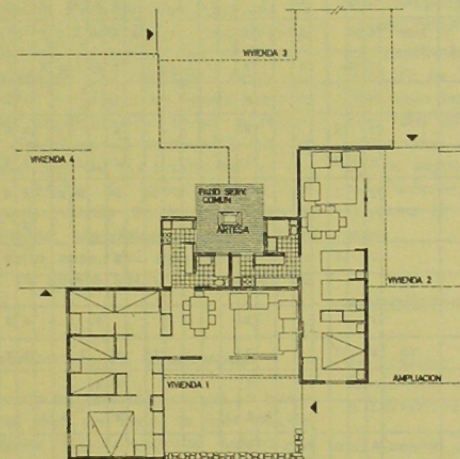 VIVIENDA 3
VIVIENDA 4
PATIO SERV.
COMUN
ARTESA
VIVIENDA 2
AMPLIACION
VIVIENDA 1